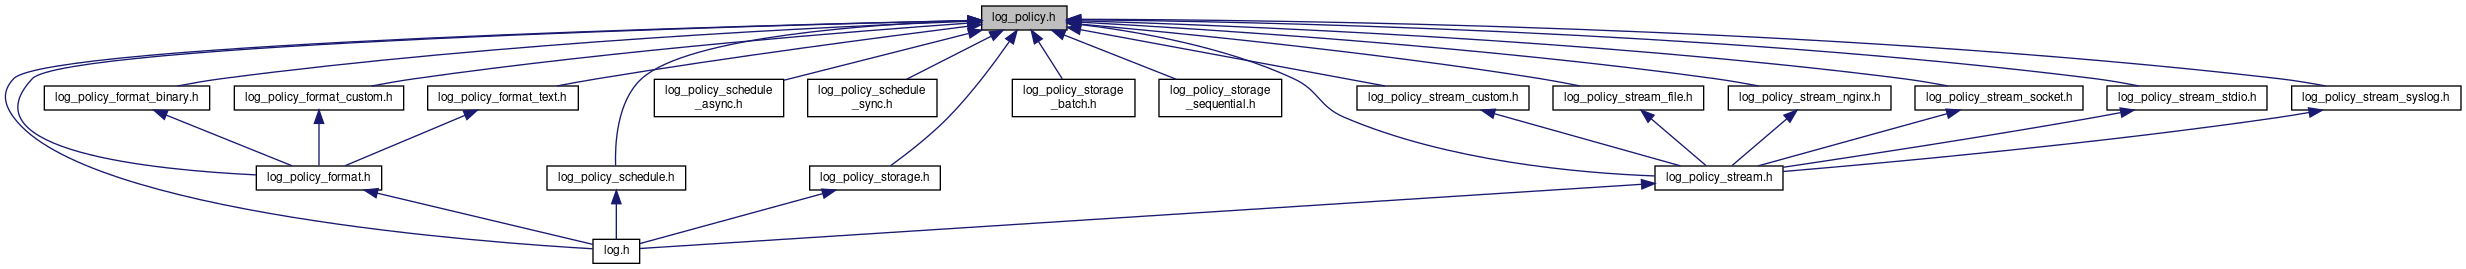 log_policy.h
log_policy_format_binary.h
log_policy_format_custom.h
log_policy_format_text.h
log_policy_schedule
_async.h
log_policy_schedule
_sync.h
log_policy_storage
_batch.h
log_policy_storage
_sequential.h
log_policy_stream_custom.h
log_policy_stream_file.h
log_policy_stream_nginx.h
log_policy_stream_socket.h
log_policy_stream_stdio.h
log_policy_stream_syslog.h
log_policy_format.h
log_policy_schedule.h
log_policy_storage.h
log_policy_stream.h
log.h